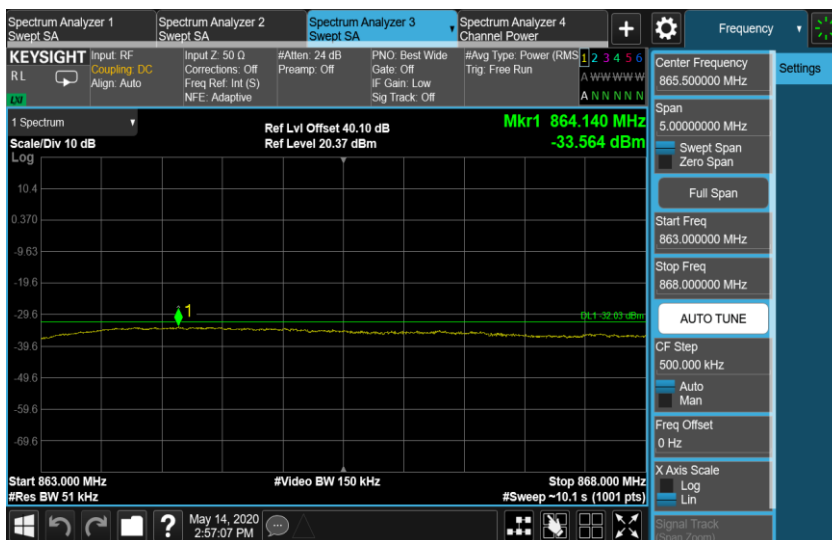 Spectrum Analyzer 1
Swept SA
Spectrum Analyzer 2
Swept SA
Spectrum Analyzer 3
Swept SA
Spectrum Analyzer 4
Channel Power
+
Frequency
KEYSIGHT
RL
LXI
Input: RF
Coupling: DC
Align: Auto
Input Z: 50 Ω
Corrections: Off
Freq Ref: Int (S)
NFE: Adaptive
#Atten: 24 dB
Preamp: Off
PNO: Best Wide
Gate: Off
IF Gain: Low
Sig Track: Off
#Avg Type: Power (RMS
Trig: Free Run
1 2 3 4 5 6
A W W W W W
A N N N N N
1 Spectrum
Scale/Div 10 dB
Log
Ref Lvl Offset 40.10 dB
Ref Level 20.37 dBm
Mkr1 864.140 MHz
-33.564 dBm
10.4
0.370
-9.63
-19.6
-29.6
-39.6
-49.6
-59.6
-69.6
1
DL1 -32.03 dBm
Start 863.000 MHz
#Res BW 51 kHz
#Video BW 150 kHz
Stop 868.000 MHz
#Sweep ~10.1 s (1001 pts)
?
May 14, 2020
2:57:07 PM
Center Frequency
865.500000 MHz
Settings
Span
5.00000000 MHz
Swept Span
Zero Span
Full Span
Start Freq
863.000000 MHz
Stop Freq
868.000000 MHz
AUTO TUNE
CF Step
500.000 kHz
Auto
Man
Freq Offset
0 Hz
X Axis Scale
Log
Lin
Signal Track
(Span Zoom)